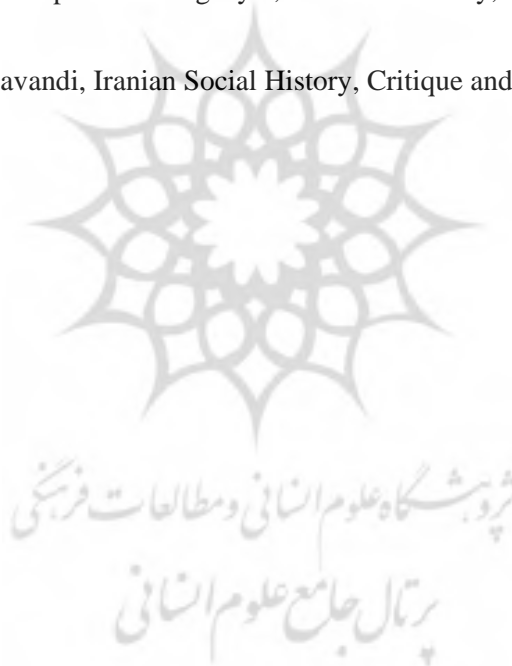 avandi, Iranian Social History, Critique and
پژوهشگاه علوم انسانی و مطالعات فرهنگی
پرتال جامع علوم انسانی